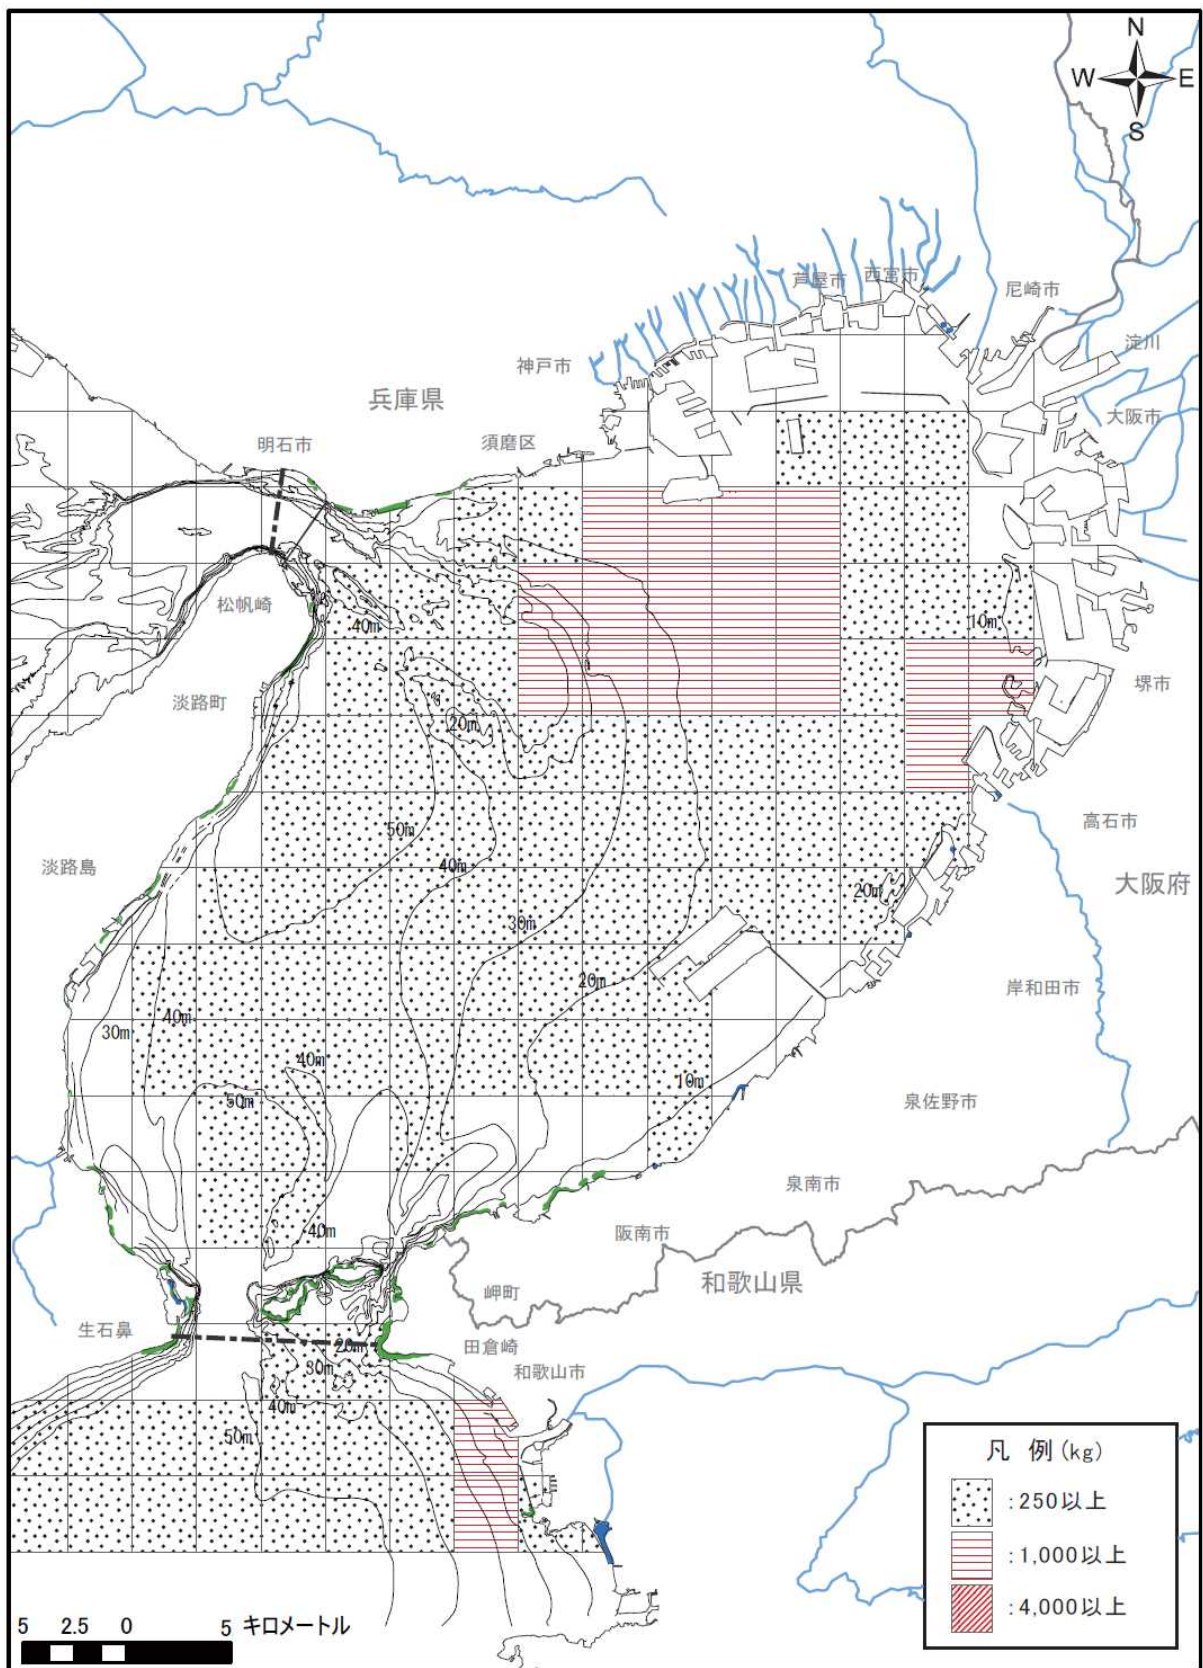 N
W E
S
芦屋市
西宮市
尼崎市
淀川
神戸市
兵庫県
大阪市
明石市
須磨区
松帆崎
40m
10m
淡路町
堺市
20m
50m
高石市
淡路島
40m
大阪府
20m
30m
20m
岸和田市
30m
40m
40m
10m
50m
泉佐野市
泉南市
40m
阪南市
和歌山県
岬町
生石鼻
20m
田倉崎
30m
和歌山市
40m
50m
凡 例 (kg)
:250以上
:1,000以上
:4,000以上
5 2.5 0 5 キロメートル